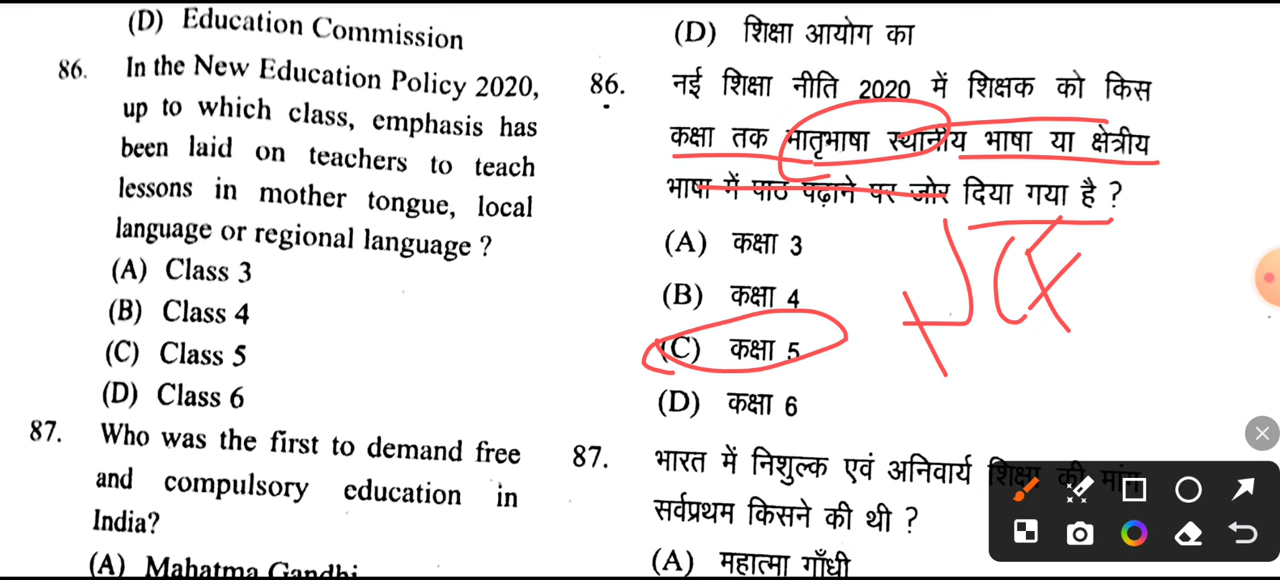 (D) Education Commission
86. In the New Education Policy 2020,
up to which class, emphasis has
been laid on teachers to teach
lessons in mother tongue, local
language or regional language ?
(A) Class 3
(B) Class 4
(C) Class 5
(D) Class 6
87. Who was the first to demand free
and compulsory education in
India?
(A) Mahatma Gandhi
(D) शिक्षा आयोग का
86. नई शिक्षा नीति 2020 में शिक्षक को किस
कक्षा तक मातृभाषा स्थानीय भाषा या क्षेत्रीय
भाषा में पाठ पढ़ाने पर जोर दिया गया है ?
(A) कक्षा 3
(B) कक्षा 4
(C) कक्षा 5
(D) कक्षा 6
87. भारत में निशुल्क एवं अनिवार्य शिक्षा की मांग
सर्वप्रथम किसने की थी ?
(A) महात्मा गाँधी